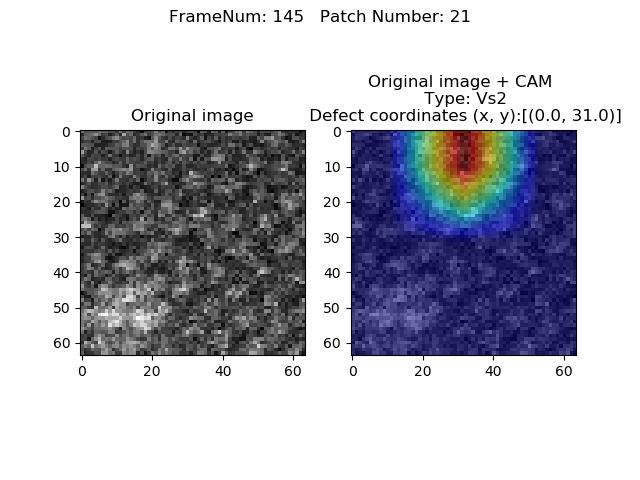 FrameNum: 145   Patch Number: 21
Original image
Original image + CAM
Type: Vs2
Defect coordinates (x, y):[(0.0, 31.0)]
0
10
20
30
40
50
60
0 20 40 60
0
10
20
30
40
50
60
0 20 40 60